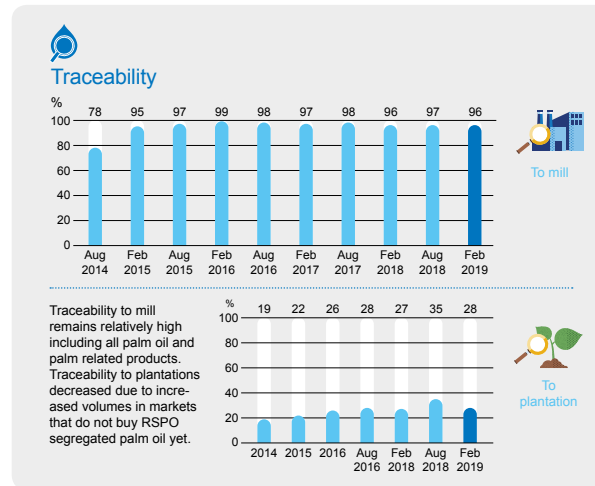 Traceability
%
78 95 97 99 98 97 98 96 97 96
100
80
60
40
20
0
Aug 2014 Feb 2015 Aug 2015 Feb 2016 Aug 2016 Feb 2017 Aug 2017 Feb 2018 Aug 2018 Feb 2019
To mill
Traceability to mill
remains relatively high
including all palm oil and
palm related products.
Traceability to plantations
decreased due to incre-
ased volumes in markets
that do not buy RSPO
segregated palm oil yet.
%
19 22 26 28 27 35 28
100
80
60
40
20
0
2014 2015 2016 Aug 2016 Feb 2018 Aug 2018 Feb 2019
To
plantation